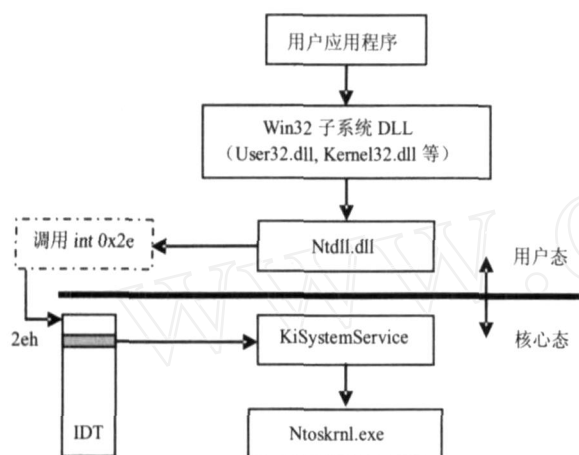 用户应用程序
Win32 子系统 DLL
（User32.dll, Kernel32.dll 等）
调用 int 0x2e
Ntdll.dll
用户态
2eh
KiSystemService
核心态
IDT
Ntoskrnl.exe